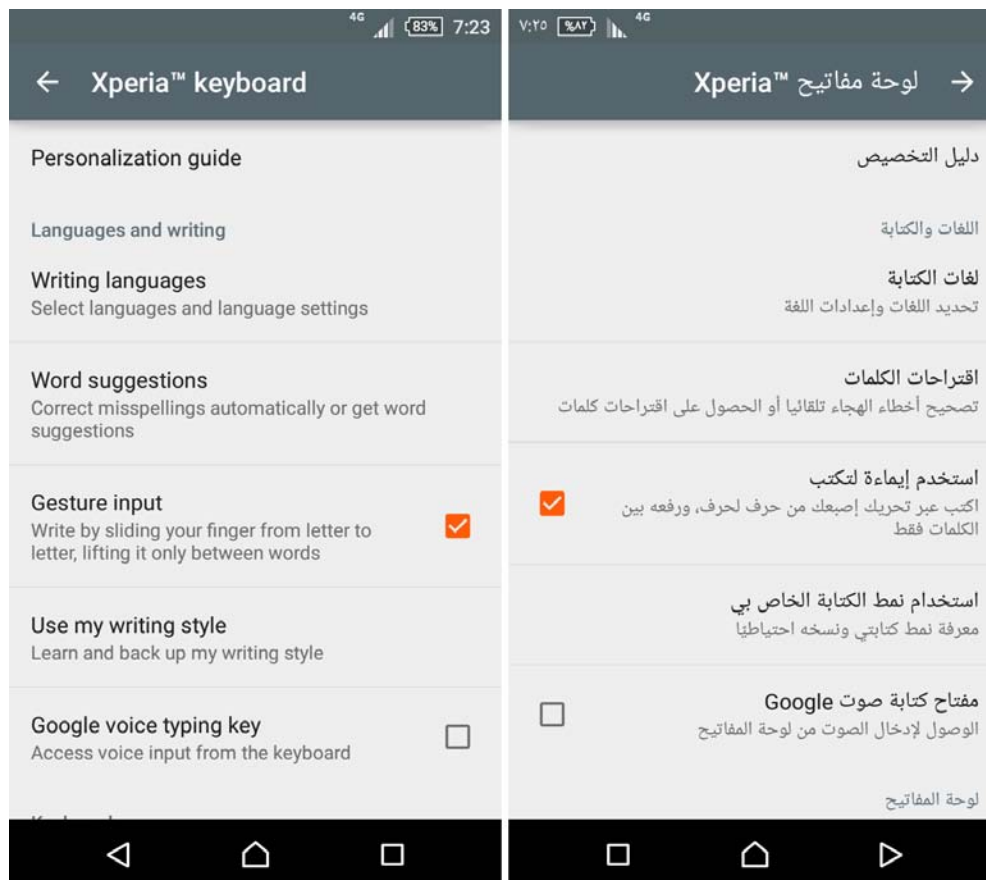 4G 83% 7:23
Xperia™ keyboard
Personalization guide
Languages and writing
Writing languages
Select languages and language settings
Word suggestions
Correct misspellings automatically or get word
suggestions
Gesture input
Write by sliding your finger from letter to
letter, lifting it only between words
Use my writing style
Learn and back up my writing style
Google voice typing key
Access voice input from the keyboard
4G ٨٢% ٧:٢٥
لوحة مفاتيح Xperia™
دليل التخصيص
اللغات والكتابة
لغات الكتابة
تحديد اللغات وإعدادات اللغة
اقتراحات الكلمات
تصحيح أخطاء الهجاء تلقائيا أو الحصول على اقتراحات كلمات
استخدم إيماءة لتكتب
اكتب عبر تحريك إصبعك من حرف لحرف، ورفعه بين
الكلمات فقط
استخدام نمط الكتابة الخاص بي
معرفة نمط كتابتي ونسخه احتياطيًا
مفتاح كتابة صوت Google
الوصول لإدخال الصوت من لوحة المفاتيح
لوحة المفاتيح